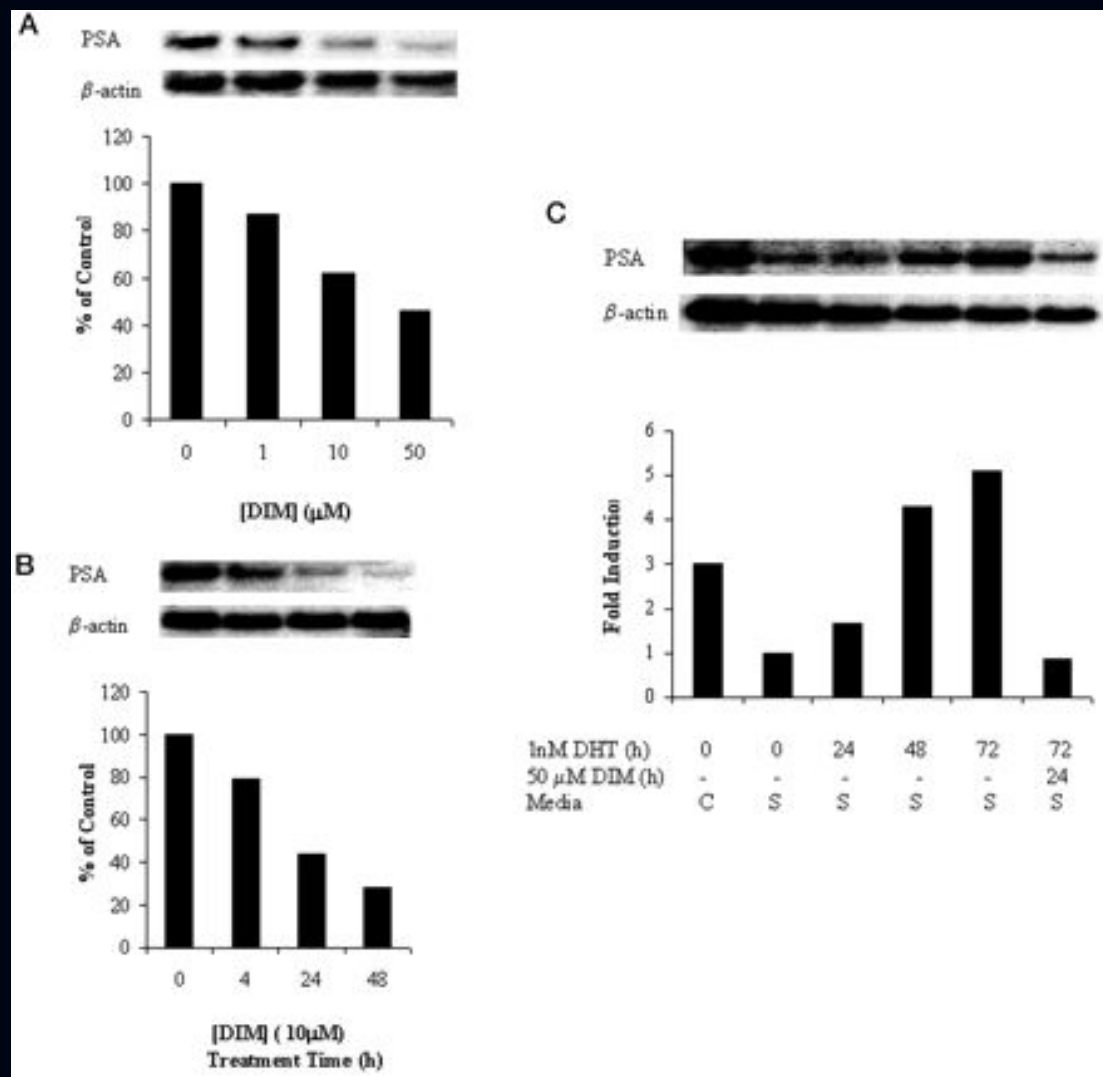 A
PSA
β-actin
120
100
80
60
40
20
0
% of Control
0 1 10 50
[DIM] (µM)
B
PSA
β-actin
120
100
80
60
40
20
0
% of Control
0 4 24 48
[DIM] ( 10µM)
Treatment Time (h)
C
PSA
β-actin
6
5
4
3
2
1
0
Fold Induction
1nM DHT (h) 0 0 24 48 72 72
50 µM DIM (h) - - - - - 24
Media C S S S S S